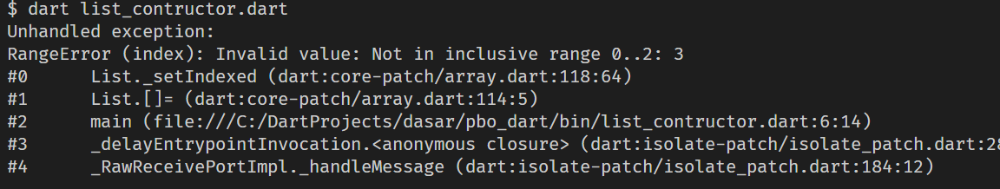 $ dart list_contructor.dart
Unhandled exception:
RangeError (index): Invalid value: Not in inclusive range 0..2: 3
#0      List._setIndexed (dart:core-patch/array.dart:118:64)
#1      List.[]= (dart:core-patch/array.dart:114:5)
#2      main (file:///C:/DartProjects/dasar/pbo_dart/bin/list_contructor.dart:6:14)
#3      _delayEntrypointInvocation.<anonymous closure> (dart:isolate-patch/isolate_patch.dart:28
#4      _RawReceivePortImpl._handleMessage (dart:isolate-patch/isolate_patch.dart:184:12)